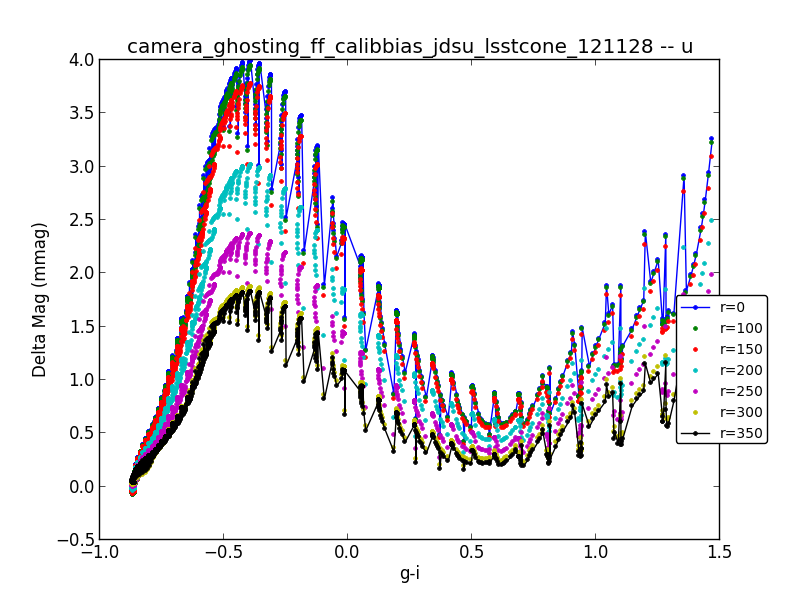 camera_ghosting_ff_calibbias_jdsu_lsstcone_121128 -- u
4.0
3.5
3.0
2.5
2.0
1.5
1.0
0.5
0.0
−0.5
Delta Mag (mmag)
−1.0
−0.5
0.0
0.5
1.0
1.5
g-i
r=0
r=100
r=150
r=200
r=250
r=300
r=350